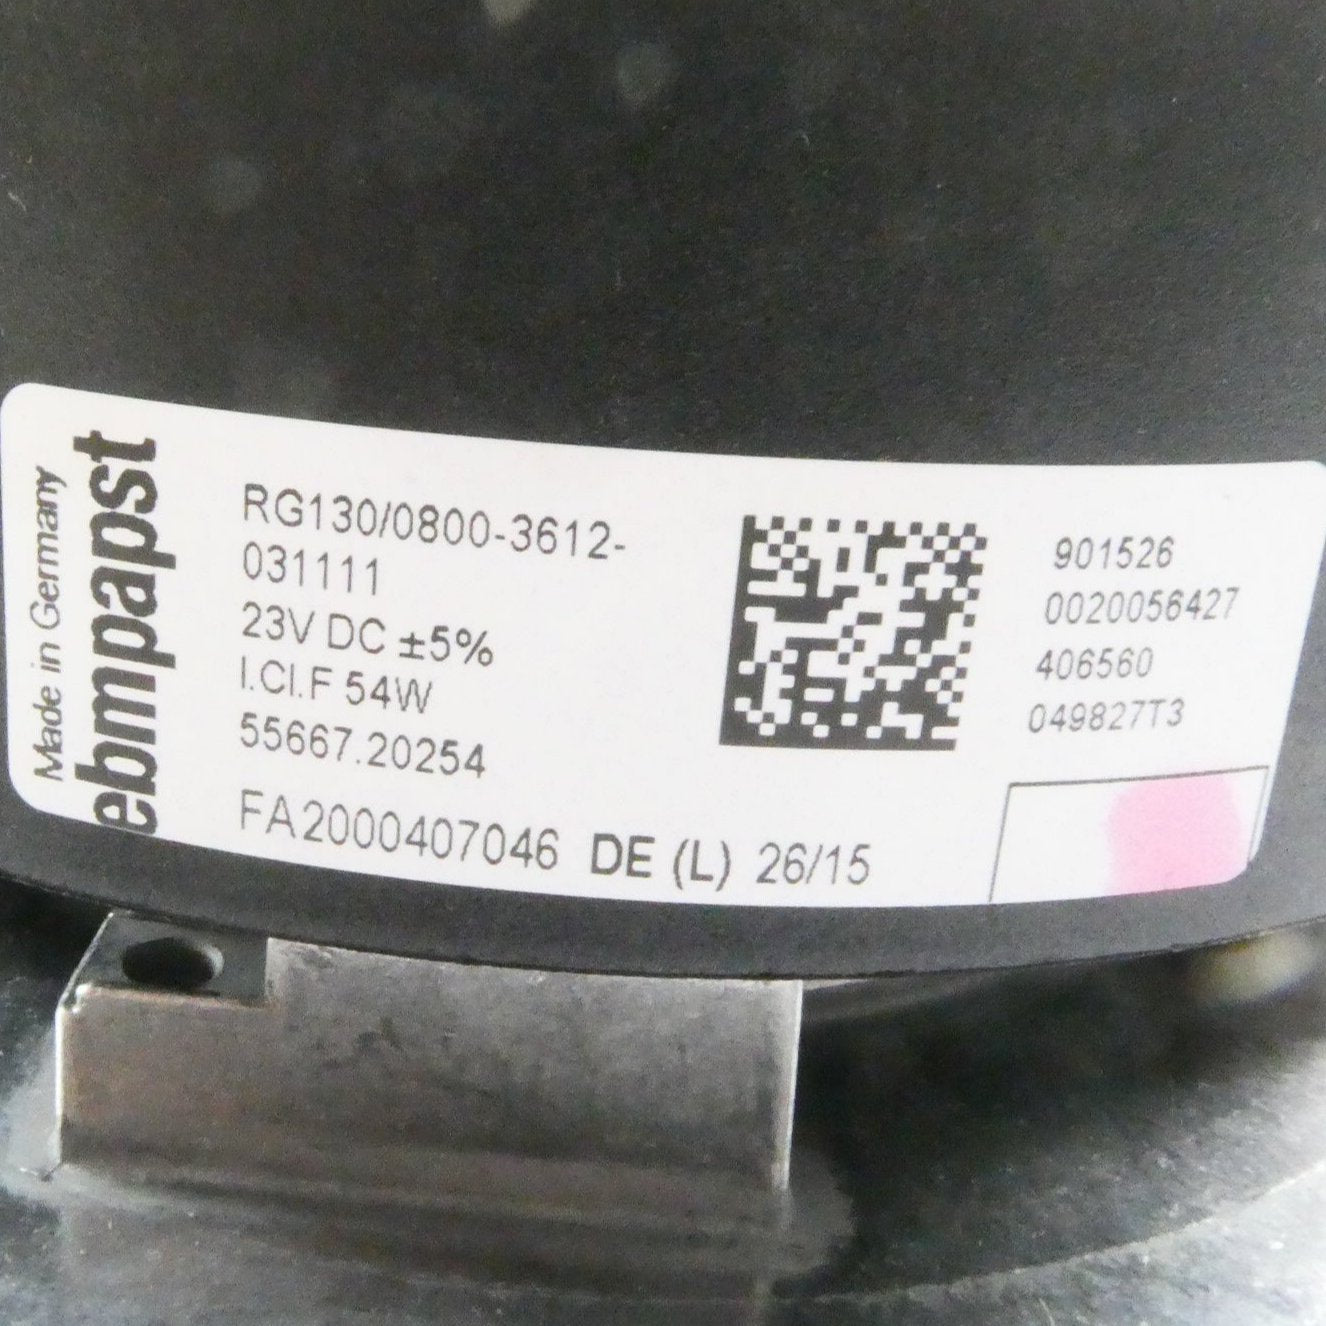 Made in Germany
ebmpapst
RG130/0800-3612-
031111
23V DC ±5%
I.Cl.F 54W
55667.20254
FA2000407046 DE (L) 26/15
901526
0020056427
406560
049827T3